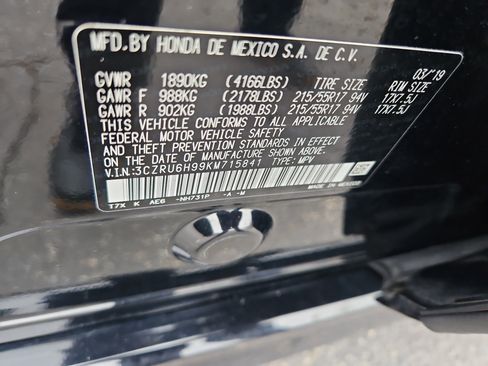 MFD. BY HONDA DE MEXICO S.A. DE C.V.
03/'19
GVWR 1890KG (4166LBS) TIRE SIZE RIM SIZE
GAWR F 988KG (2178LBS) 215/55R17 94V 17X7.5J
GAWR R 902KG (1988LBS) 215/55R17 94V 17X7.5J
THIS VEHICLE CONFORMS TO ALL APPLICABLE
FEDERAL MOTOR VEHICLE SAFETY
AND THEFT PREVENTION STANDARDS IN EFFECT
ON THE DATE OF MANUFACTURE SHOWN ABOVE.
V.I.N.:3CZRU6H99KM715841 TYPE: MPV
T7X K AE6 -NH731P -A -M
MADE IN MEXICO